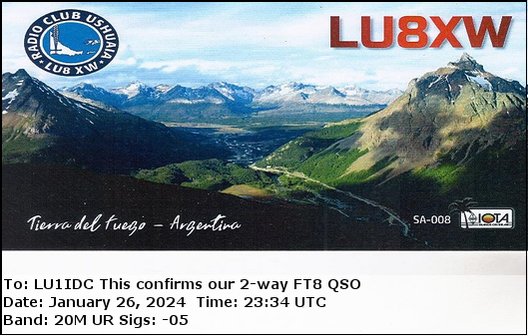 RADIO CLUB USHUAIA
LU8 XW
LU8XW
Tierra del Fuego - Argentina
SA-008
IOTA
To: LU1IDC This confirms our 2-way FT8 QSO
Date: January 26, 2024 Time: 23:34 UTC
Band: 20M UR Sigs: -05